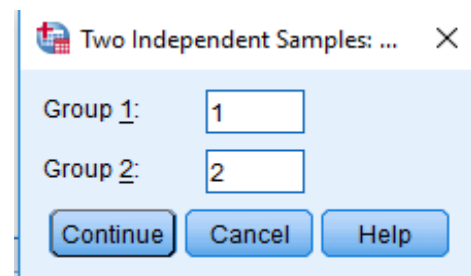 Two Independent Samples: ...
Group 1:
1
Group 2:
2
Continue Cancel Help